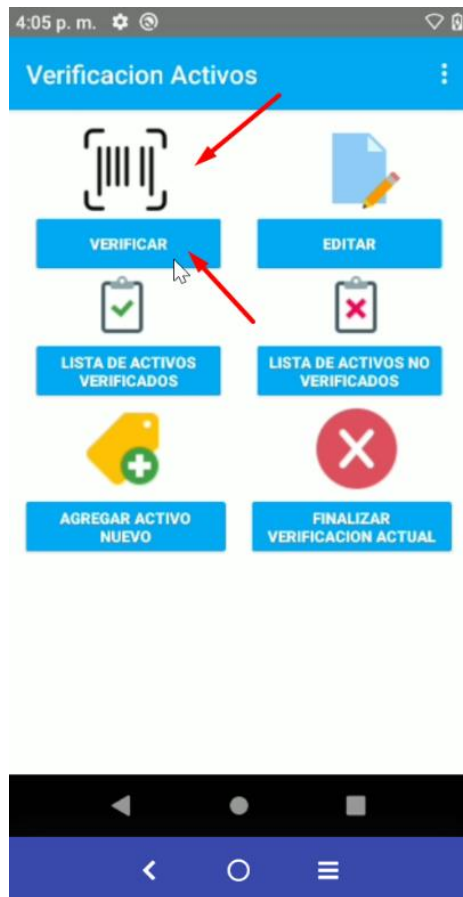 4:05 p. m.
Verificacion Activos
VERIFICAR
EDITAR
LISTA DE ACTIVOS
VERIFICADOS
LISTA DE ACTIVOS NO
VERIFICADOS
AGREGAR ACTIVO
NUEVO
FINALIZAR
VERIFICACION ACTUAL